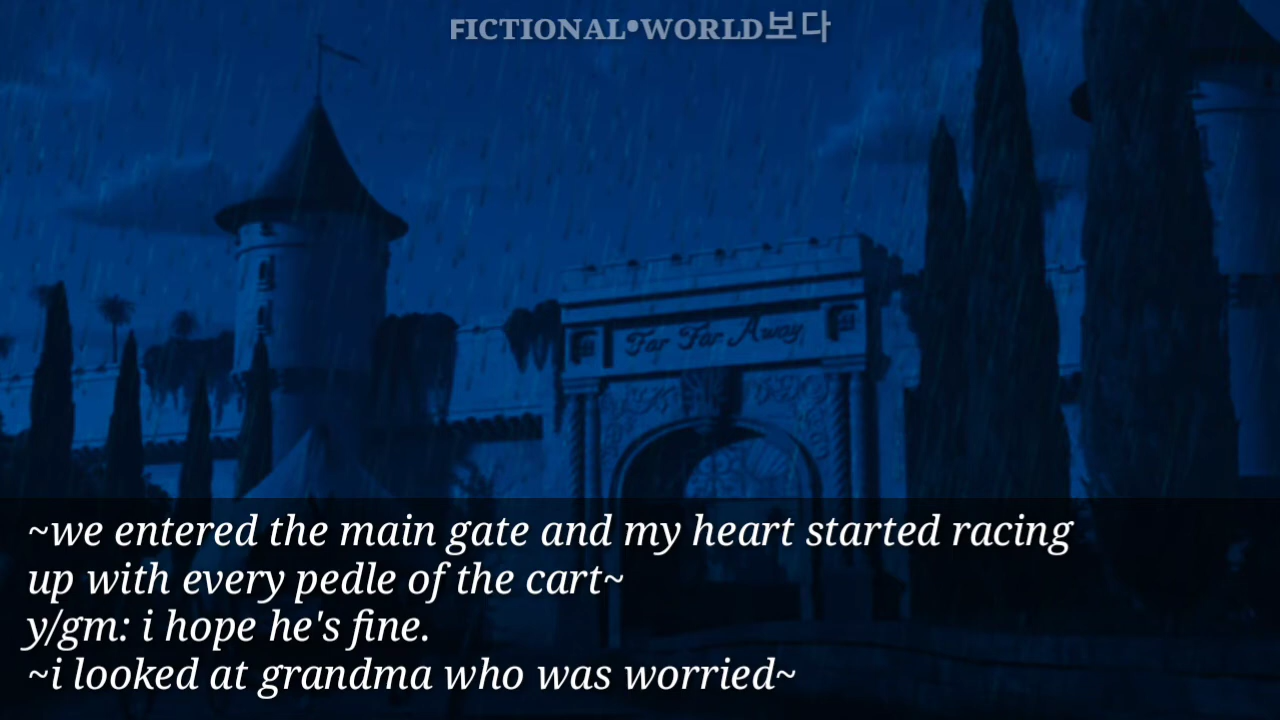 FICTIONAL•WORLD보다
Far Far Away
~we entered the main gate and my heart started racing
up with every pedle of the cart~
y/gm: i hope he's fine.
~i looked at grandma who was worried~